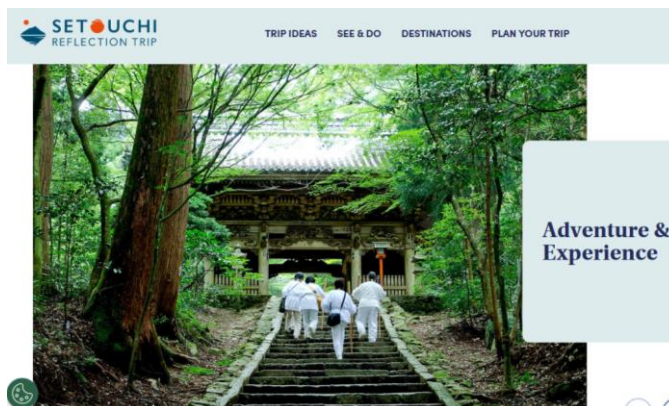 SETOUCHI
REFLECTION TRIP
TRIP IDEAS SEE & DO DESTINATIONS PLAN YOUR TRIP
Adventure &
Experience